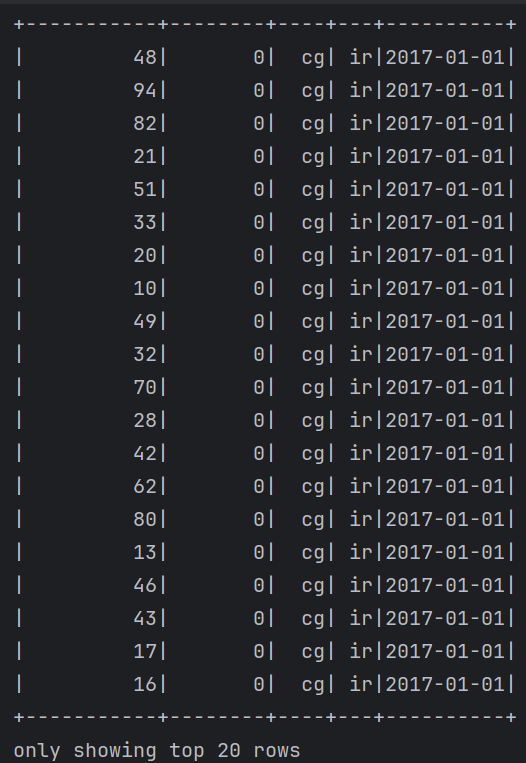 +-----------+--------+----+---+----------+
|         48|       0|  cg| ir|2017-01-01|
|         94|       0|  cg| ir|2017-01-01|
|         82|       0|  cg| ir|2017-01-01|
|         21|       0|  cg| ir|2017-01-01|
|         51|       0|  cg| ir|2017-01-01|
|         33|       0|  cg| ir|2017-01-01|
|         20|       0|  cg| ir|2017-01-01|
|         10|       0|  cg| ir|2017-01-01|
|         49|       0|  cg| ir|2017-01-01|
|         32|       0|  cg| ir|2017-01-01|
|         70|       0|  cg| ir|2017-01-01|
|         28|       0|  cg| ir|2017-01-01|
|         42|       0|  cg| ir|2017-01-01|
|         62|       0|  cg| ir|2017-01-01|
|         80|       0|  cg| ir|2017-01-01|
|         13|       0|  cg| ir|2017-01-01|
|         46|       0|  cg| ir|2017-01-01|
|         43|       0|  cg| ir|2017-01-01|
|         17|       0|  cg| ir|2017-01-01|
|         16|       0|  cg| ir|2017-01-01|
+-----------+--------+----+---+----------+
only showing top 20 rows